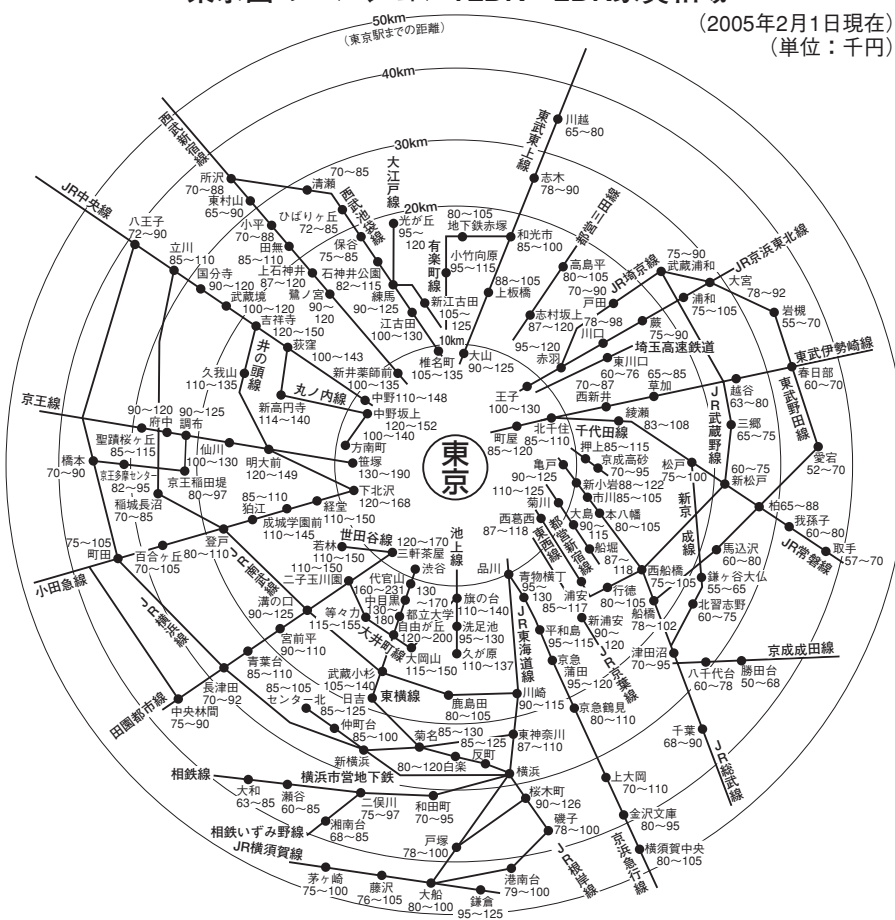 50km
(東京駅までの距離)
(2005年2月1日現在)
(単位：千円)
40km
30km
20km
10km
東京
西武新宿線
所沢
70～88
東村山
65～90
小平
70～88
田無
85～110
上石神井
87～120
鷺ノ宮
90～
120
新井薬師前
100～135
70～85
清瀬
ひばりヶ丘
72～85
西武池袋線
保谷
75～85
石神井公園
82～115
練馬
90～125
江古田
100～130
椎名町
105～135
大江戸線
光が丘
95～
120
新江古田
105～
125
有楽町線
80～105
地下鉄赤塚
小竹向原
95～115
東武東上線
川越
65～80
志木
78～90
和光市
85～100
88～105
上板橋
大山
90～125
都営三田線
高島平
80～105
志村坂上
87～120
JR埼京線
75～90
武蔵浦和
70～90
戸田
95～120
赤羽
JR京浜東北線
大宮
78～92
浦和
75～105
蕨
75～90
78～98
川口
王子
100～130
埼玉高速鉄道
東川口
60～76
東武野田線
岩槻
55～70
春日部
60～70
愛宕
52～70
柏65～88
馬込沢
60～80
鎌ヶ谷大仏
55～65
東武伊勢崎線
越谷
63～80
65～85
草加
70～87
西新井
北千住
85～110
JR武蔵野線
三郷
65～75
60～75
新松戸
千代田線
町屋
85～120
綾瀬
83～108
松戸
75～100
JR常磐線
我孫子
60～80
取手
57～70
押上85～115
京成高砂
70～95
新京成線
北習志野
60～75
亀戸
90～125
新小岩88～122
市川85～105
本八幡
80～105
西船橋
75～105
船橋
78～102
津田沼
70～95
110～125
菊川
大島
90～
115
船堀
87～
118
都営新宿線
東西線
西葛西
87～118
浦安
85～117
行徳
80～105
新浦安
90～
120
JR京葉線
京成成田線
八千代台
60～78
勝田台
50～68
千葉
68～90
JR総武線
JR中央線
八王子
72～90
立川
85～110
国分寺
90～120
武蔵境
100～120
吉祥寺
120～150
荻窪
100～143
中野110～148
井の頭線
久我山
110～135
明大前
120～149
下北沢
120～168
丸ノ内線
新高円寺
114～140
中野坂上
120～152
100～140
方南町
京王線
90～120
府中
90～125
調布
聖蹟桜ヶ丘
85～115
仙川
100～130
笹塚
130～190
橋本
70～90
京王多摩センター
82～95
京王稲田堤
80～97
稲城長沼
70～85
小田急線
75～105
町田
百合ヶ丘
70～105
登戸
80～110
85～110
狛江
成城学園前
110～145
経堂
110～150
世田谷線
若林
110～150
120～170
三軒茶屋
110～150
二子玉川園
JR南武線
溝の口
90～125
JR横浜線
宮前平
90～110
青葉台
85～110
長津田
70～92
田園都市線
中央林間
75～90
渋谷
130
～170
代官山
160～231
中目黒
130
～180
都立大学
自由が丘
120～200
等々力
115～155
大井町線
大岡山
115～150
武蔵小杉
105～140
東横線
日吉
85～125
85～105
センター北
仲町台
85～100
新横浜
菊名
85～130
85～125
80～120白楽
反町
横浜
池上線
旗の台
110～140
洗足池
95～130
久が原
110～137
品川
JR東海道線
川崎
90～115
鹿島田
80～105
東神奈川
87～110
青物横丁
95～
130
平和島
95～115
京急
蒲田
95～120
京急鶴見
80～110
上大岡
70～110
金沢文庫
80～95
横須賀中央
80～105
京浜急行線
相鉄線
大和
63～85
瀬谷
60～85
二俣川
75～97
和田町
70～95
横浜市営地下鉄
相鉄いずみ野線
湘南台
68～85
桜木町
90～126
磯子
78～100
JR根岸線
港南台
79～100
JR横須賀線
戸塚
78～100
茅ヶ崎
75～100
藤沢
76～105
大船
80～100
鎌倉
95～125